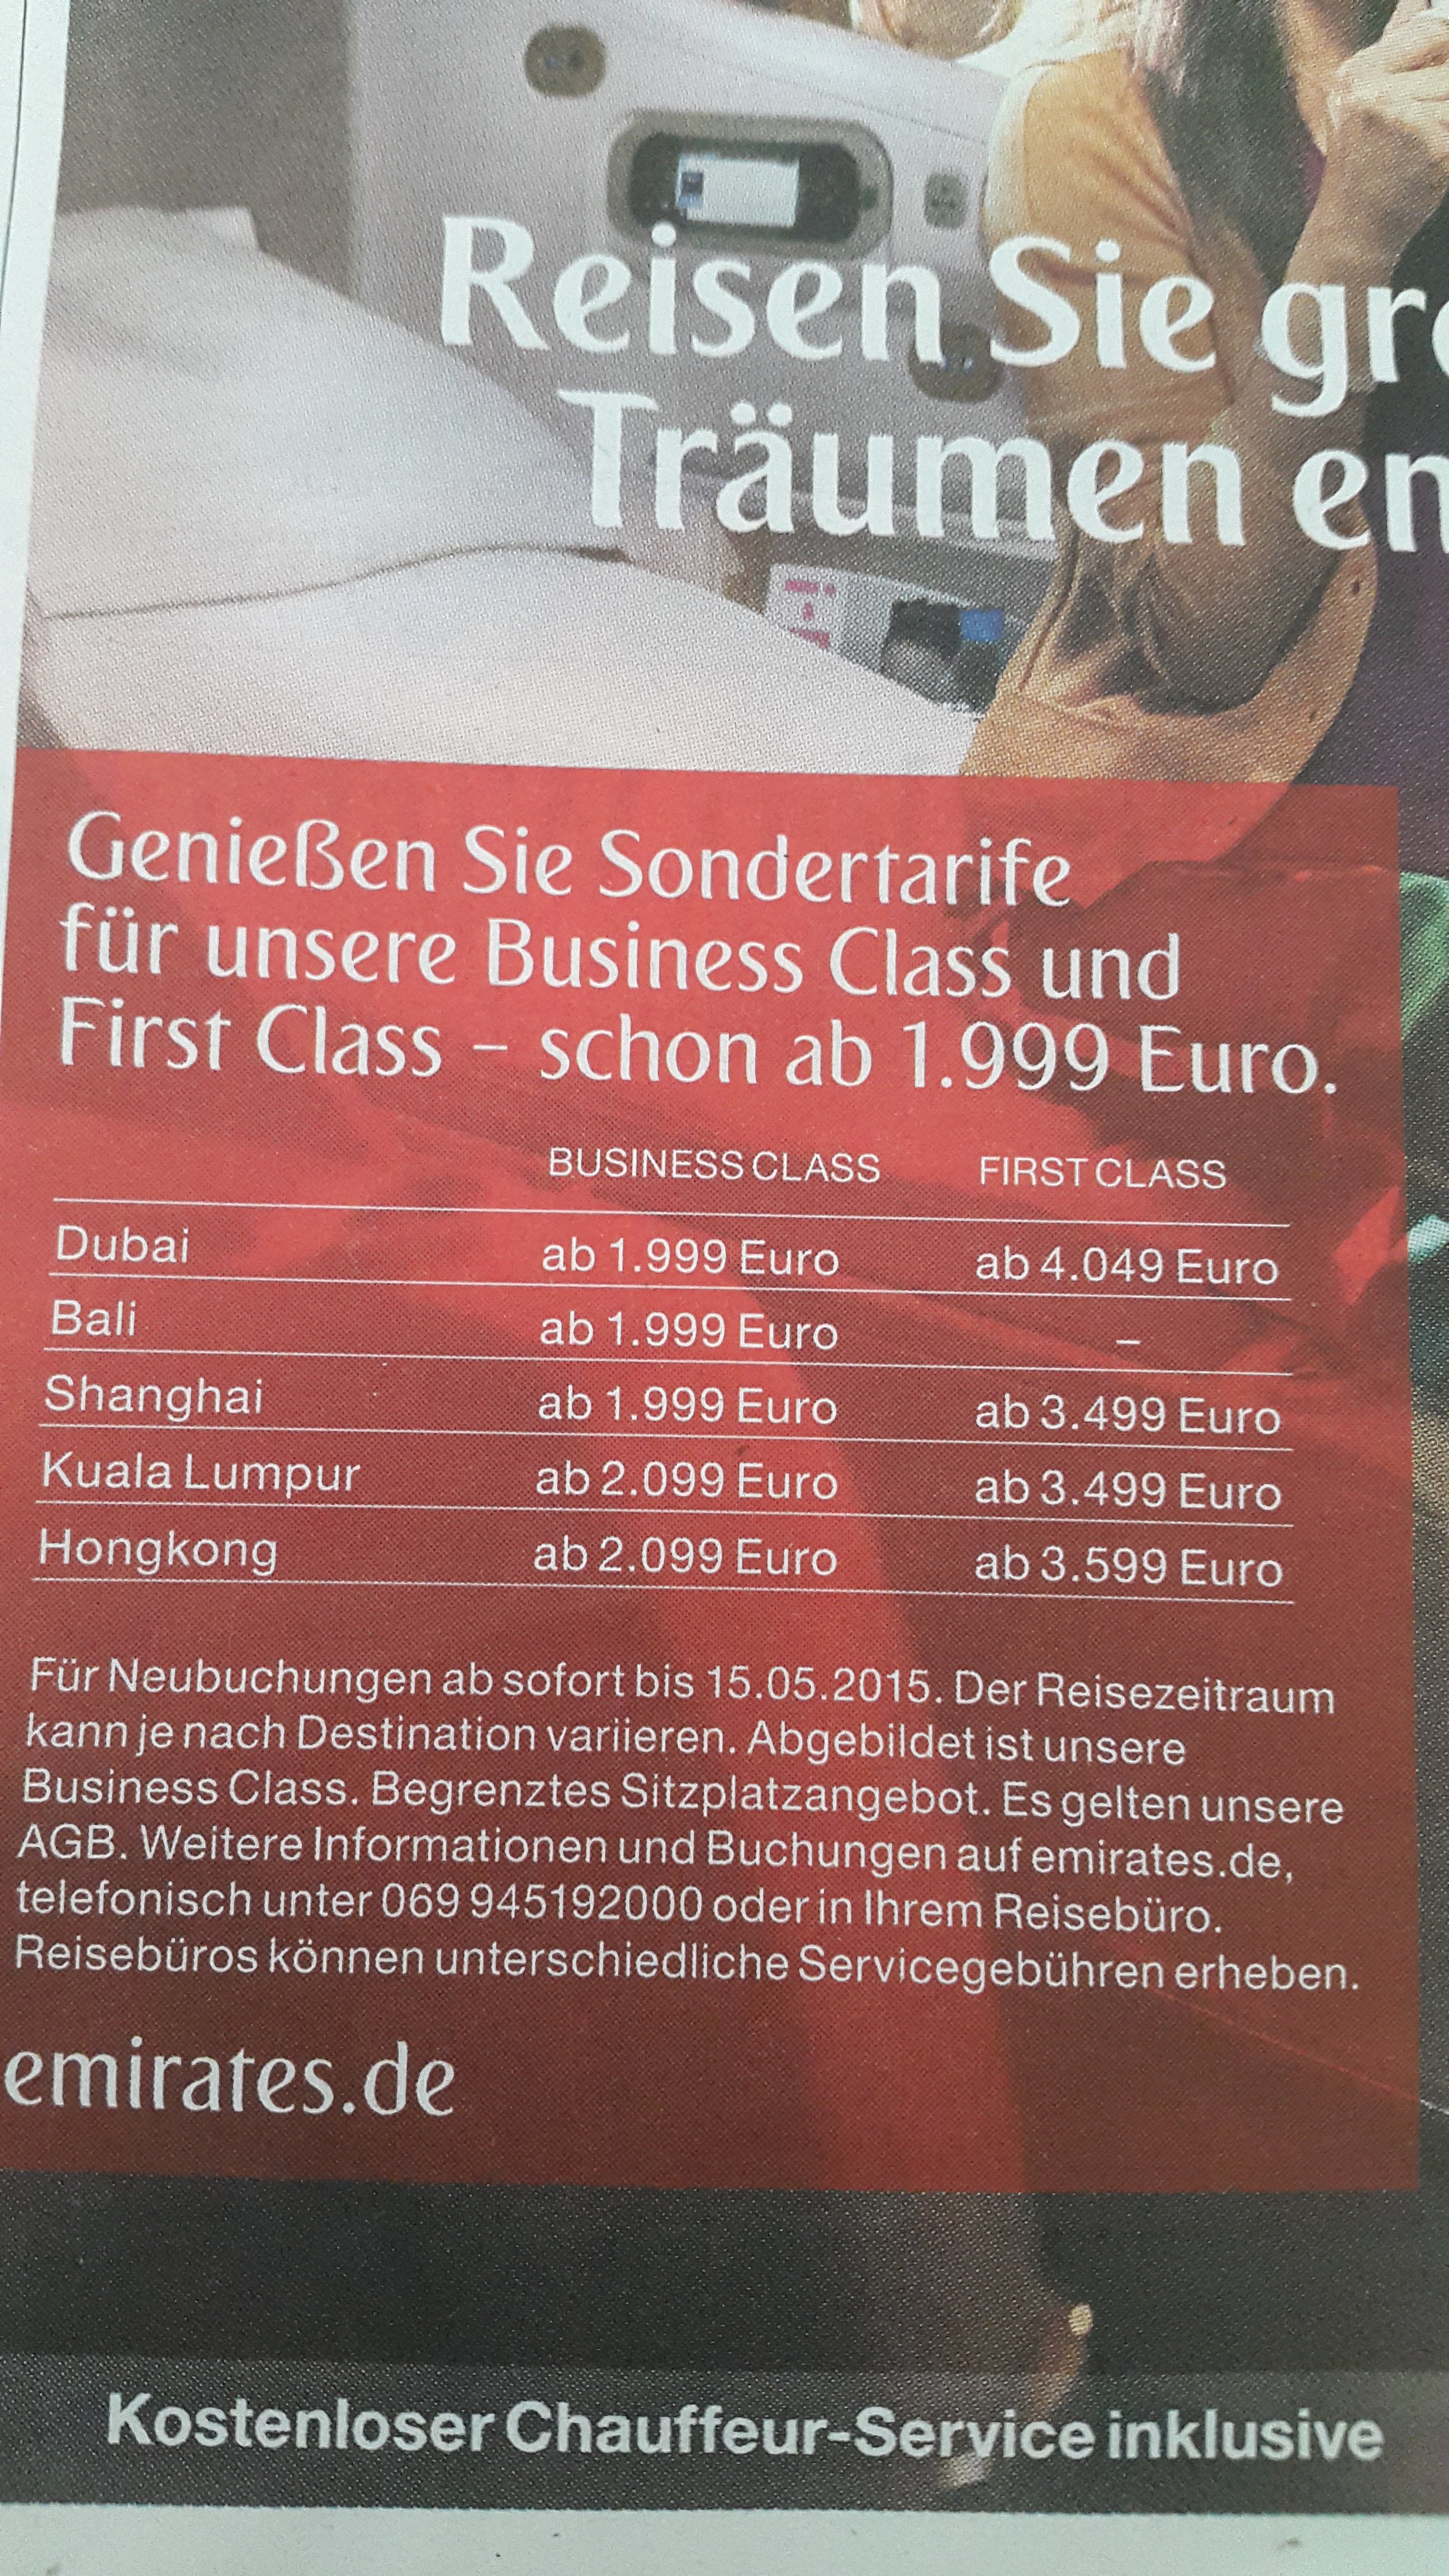 Reisen Sie
Träumen
Genießen Sie Sondertarife
für unsere Business Class und
First Class – schon ab 1.999 Euro.
BUSINESS CLASS FIRST CLASS
Dubai ab 1.999 Euro ab 4.049 Euro
Bali ab 1.999 Euro –
Shanghai ab 1.999 Euro ab 3.499 Euro
Kuala Lumpur ab 2.099 Euro ab 3.499 Euro
Hongkong ab 2.099 Euro ab 3.599 Euro
Für Neubuchungen ab sofort bis 15.05.2015. Der Reisezeitraum
kann je nach Destination variieren. Abgebildet ist unsere
Business Class. Begrenztes Sitzplatzangebot. Es gelten unsere
AGB. Weitere Informationen und Buchungen auf emirates.de,
telefonisch unter 069 945192000 oder in Ihrem Reisebüro.
Reisebüros können unterschiedliche Servicegebühren erheben.
emirates.de
Kostenloser Chauffeur-Service inklusive